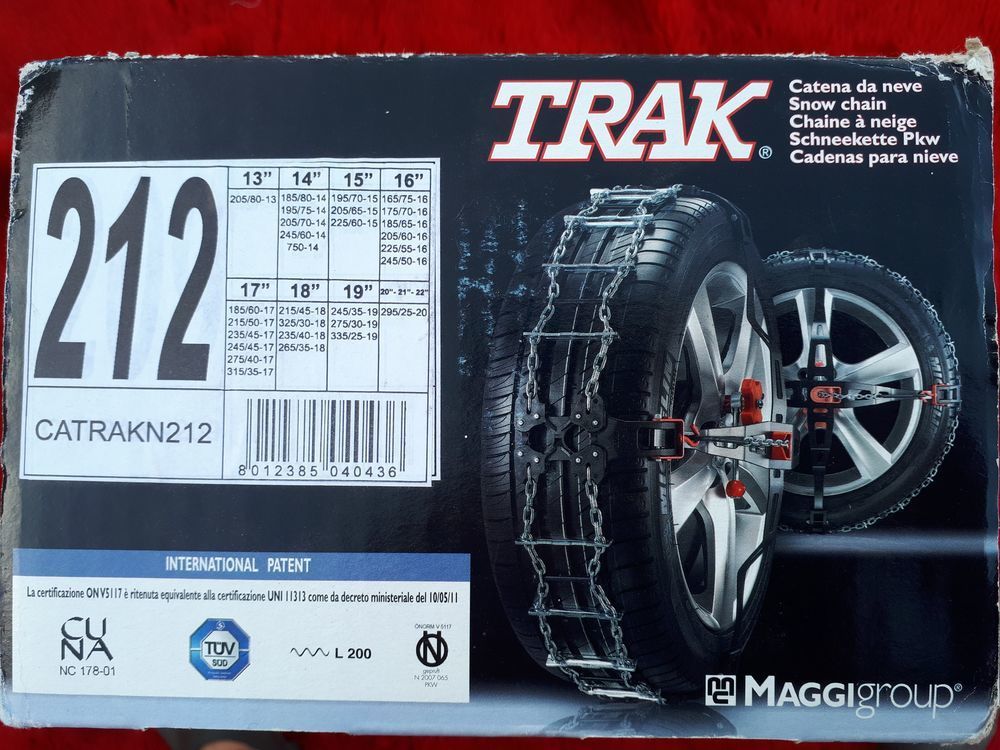 TRAK®
Catena da neve
Snow chain
Chaine à neige
Schneekette Pkw
Cadenas para nieve
212
13” 14” 15” 16”
205/80-13 185/80-14 195/70-15 165/75-16
195/75-14 205/65-15 175/70-16
205/70-14 225/60-15 185/65-16
245/60-14 205/60-16
750-14 225/55-16
245/50-16
17” 18” 19” 20”- 21”- 22”
185/60-17 215/45-18 245/35-19 295/25-20
215/50-17 325/30-18 275/30-19
235/45-17 235/40-18 335/25-19
245/45-17 265/35-18
275/40-17
315/35-17
CATRAKN212
8 012385 040436
INTERNATIONAL PATENT
La certificazione ONV5117 è ritenuta equivalente alla certificazione UNI 11313 come da decreto ministeriale del 10/05/11
CU
NA
NC 178-01
TÜV
SÜD
L 200
ÖNORM V 5117
N
geprüft
N 2007 065
PKW
MAGGIgroup®